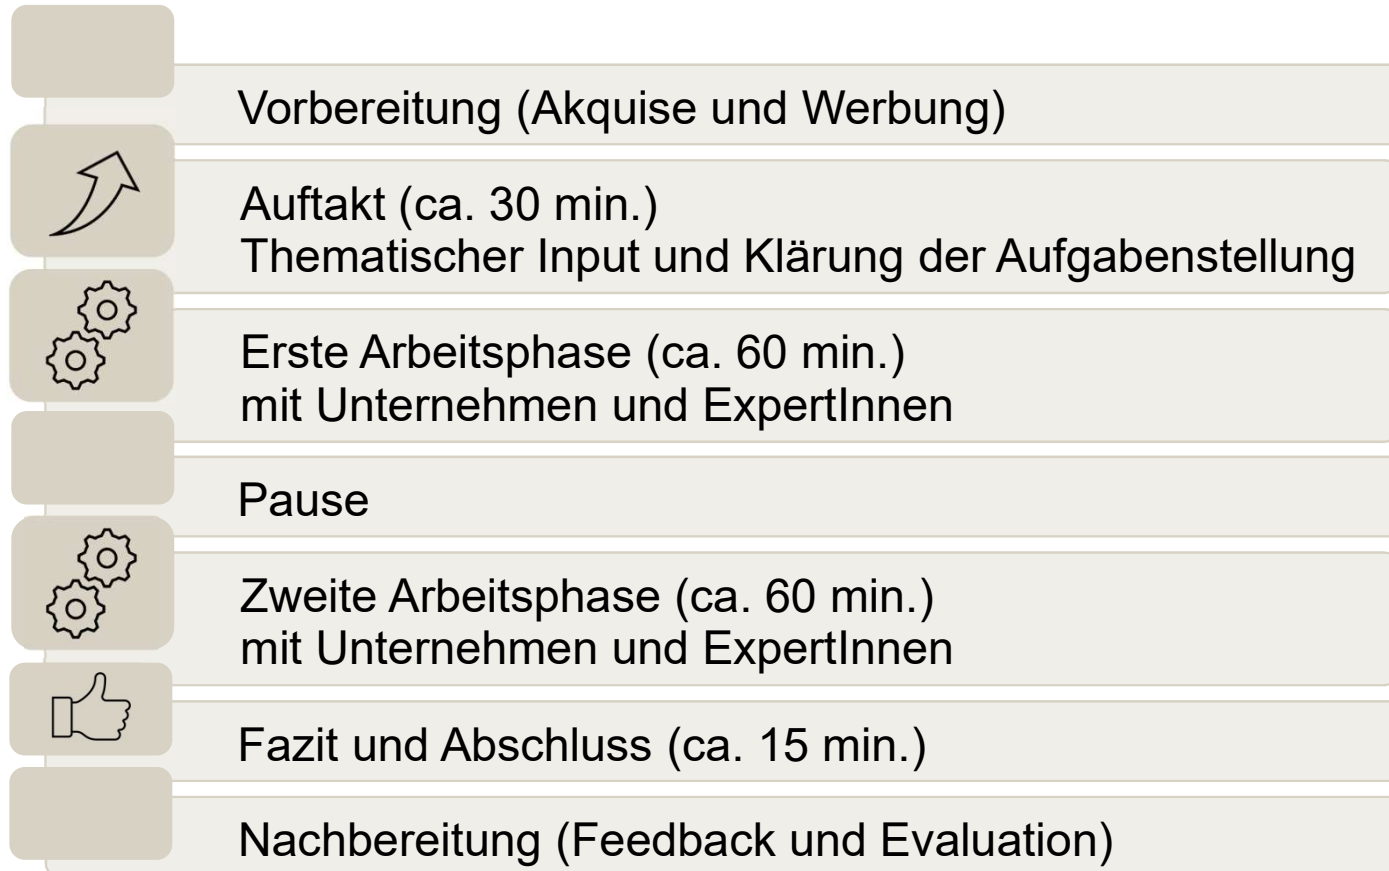 Vorbereitung (Akquise und Werbung)
Auftakt (ca. 30 min.)
Thematischer Input und Klärung der Aufgabenstellung
Erste Arbeitsphase (ca. 60 min.)
mit Unternehmen und ExpertInnen
Pause
Zweite Arbeitsphase (ca. 60 min.)
mit Unternehmen und ExpertInnen
Fazit und Abschluss (ca. 15 min.)
Nachbereitung (Feedback und Evaluation)